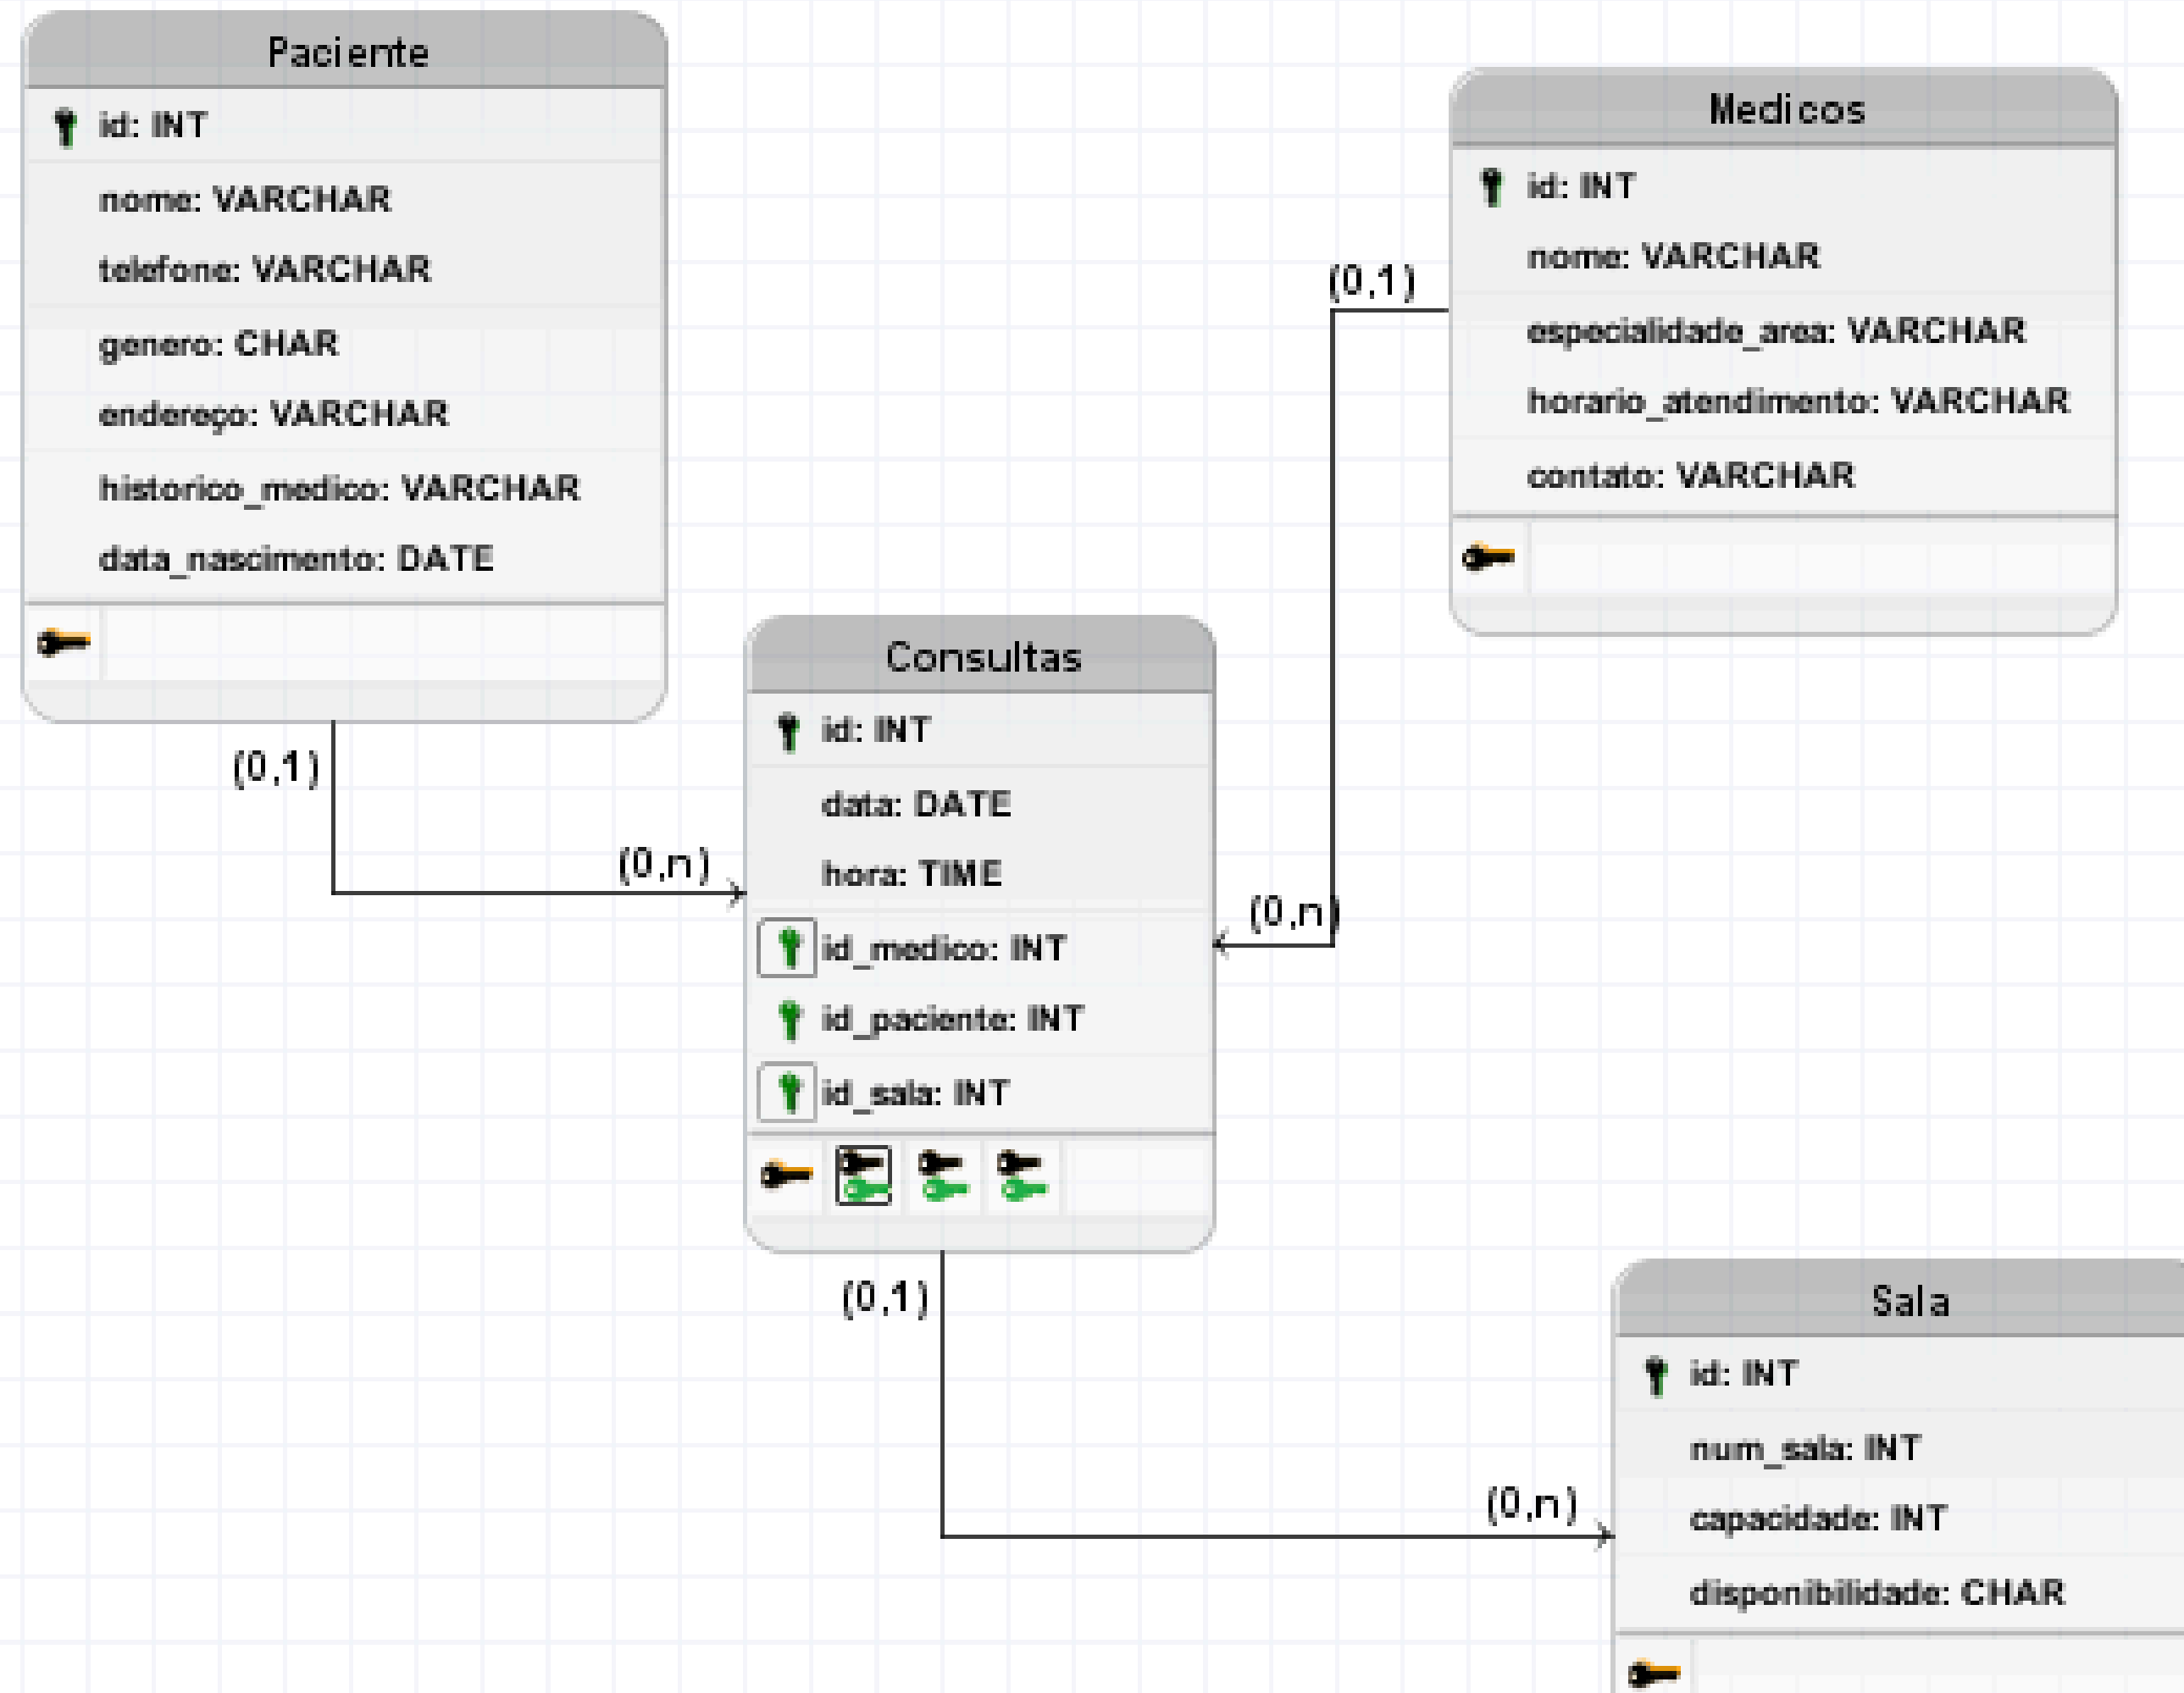 Paciente
id: INT
nome: VARCHAR
telefone: VARCHAR
genero: CHAR
endereço: VARCHAR
historico_medico: VARCHAR
data_nascimento: DATE
(0,1)
(0,n)
Medicos
id: INT
nome: VARCHAR
especialidade_area: VARCHAR
horario_atendimento: VARCHAR
contato: VARCHAR
(0,1)
(0,n)
Consultas
id: INT
data: DATE
hora: TIME
id_medico: INT
id_paciente: INT
id_sala: INT
(0,1)
(0,n)
Sala
id: INT
num_sala: INT
capacidade: INT
disponibilidade: CHAR